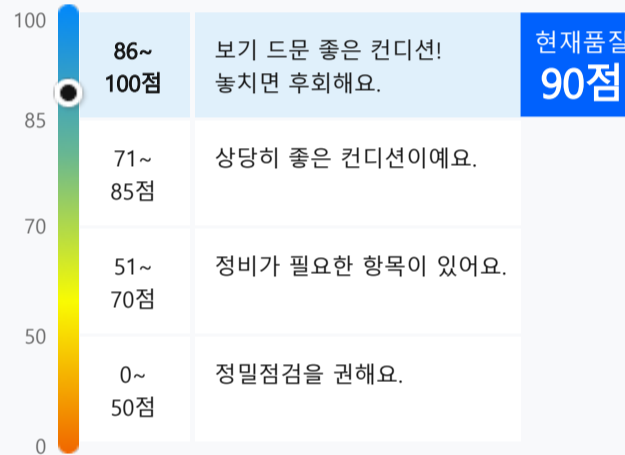 100
85
70
50
0
86~
100점
보기 드문 좋은 컨디션!
놓치면 후회해요.
현재품질
90점
71~
85점
상당히 좋은 컨디션이예요.
51~
70점
정비가 필요한 항목이 있어요.
0~
50점
정밀점검을 권해요.